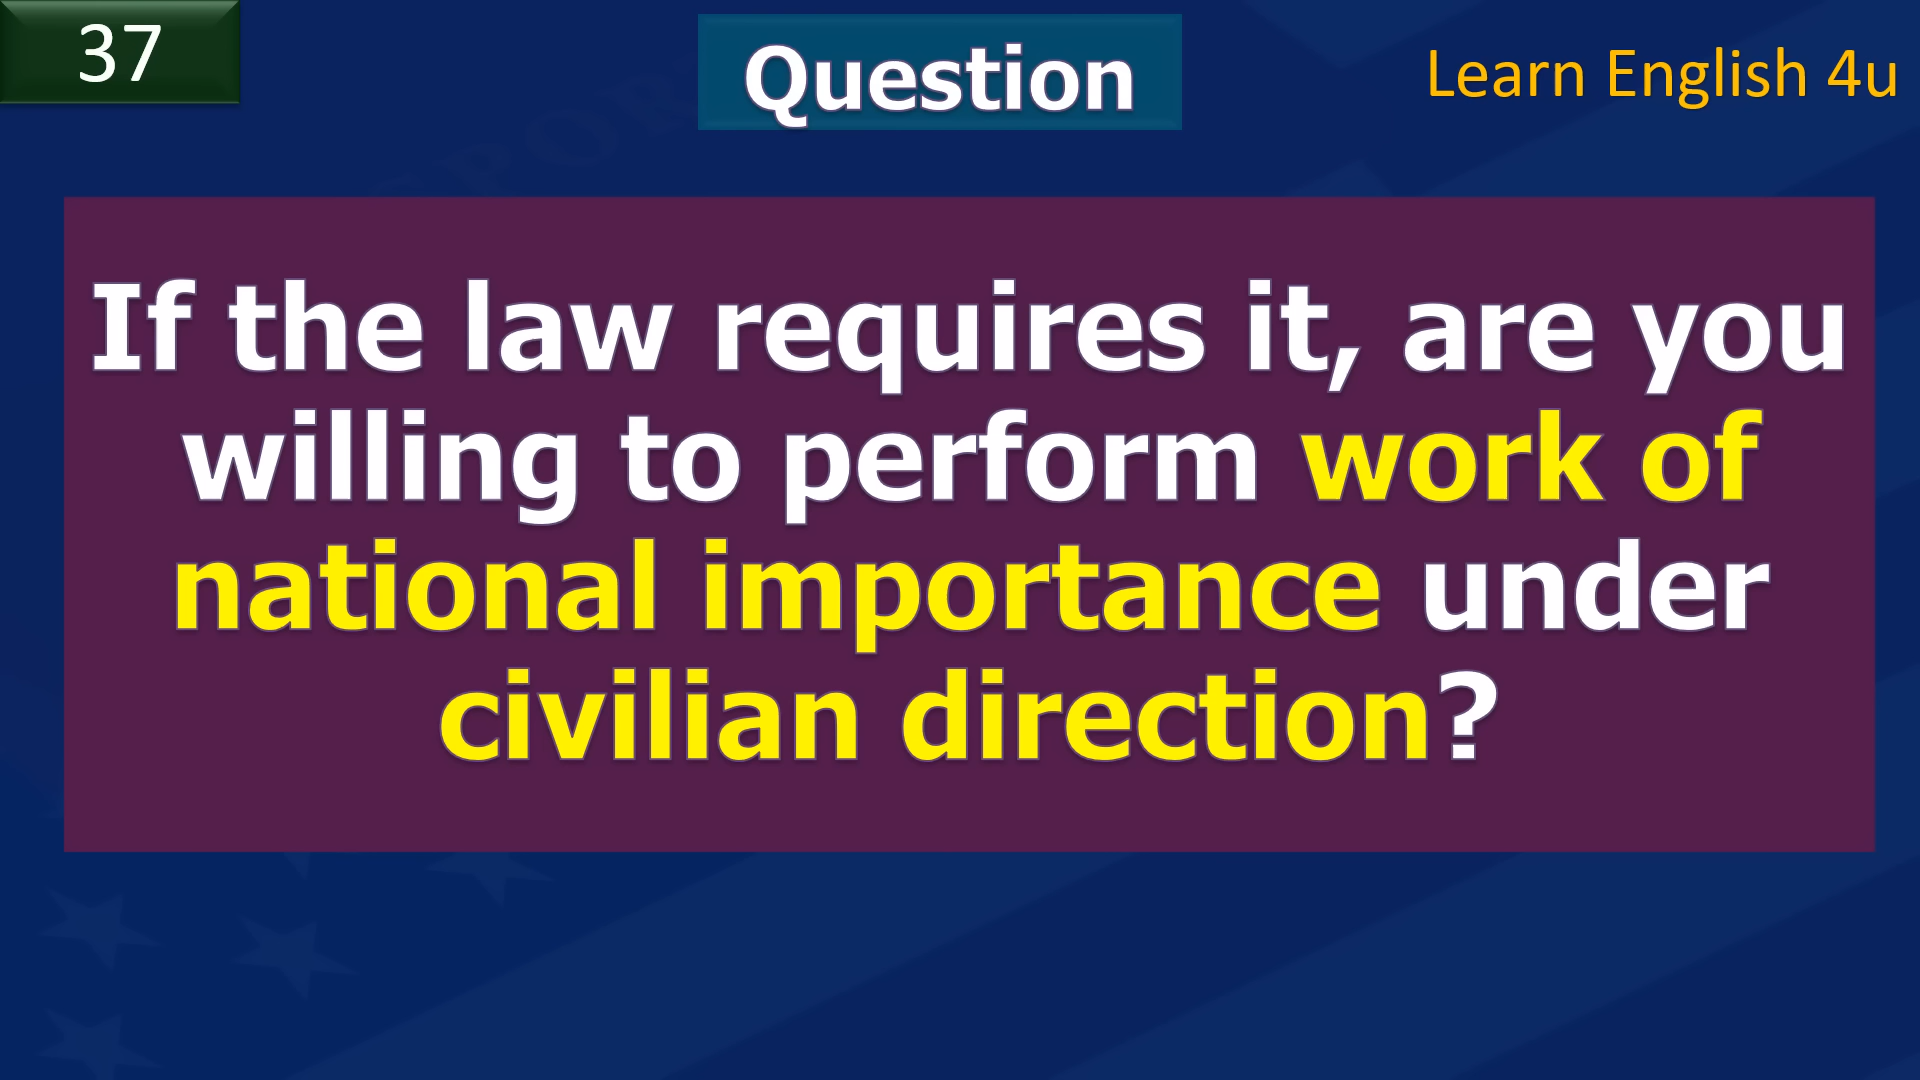 37
Question
Learn English 4u
If the law requires it, are you
willing to perform work of
national importance under
civilian direction?